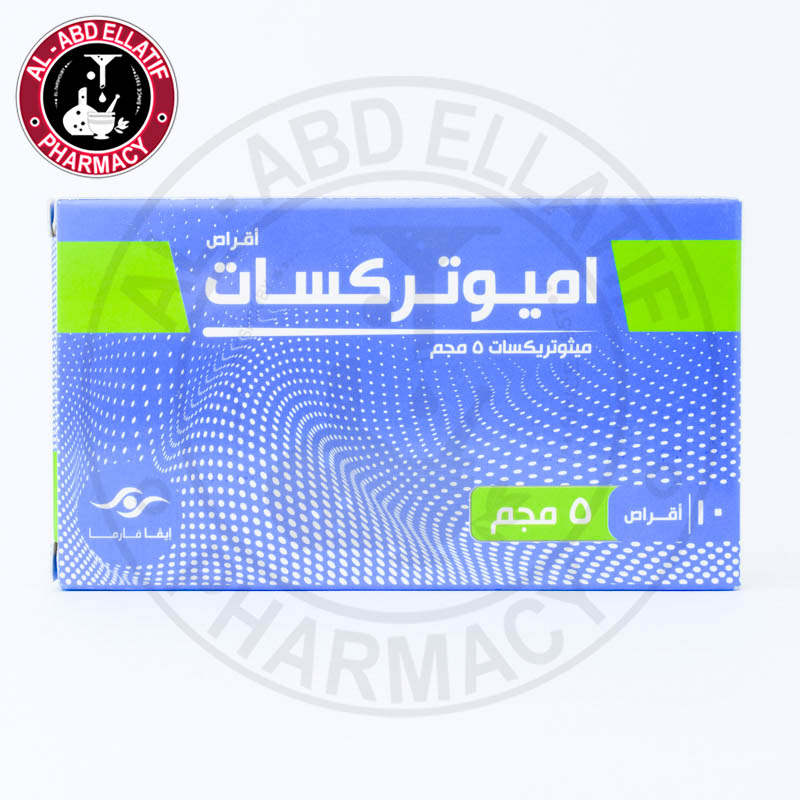 AL - ABD ELLATIF
PHARMACY
AL - ABD ELLATIF
PHARMACY
أقراص
اميوتركسات
ميثوتريكسات ٥ مجم
١٠ أقراص
٥ مجم
إيفا فارما